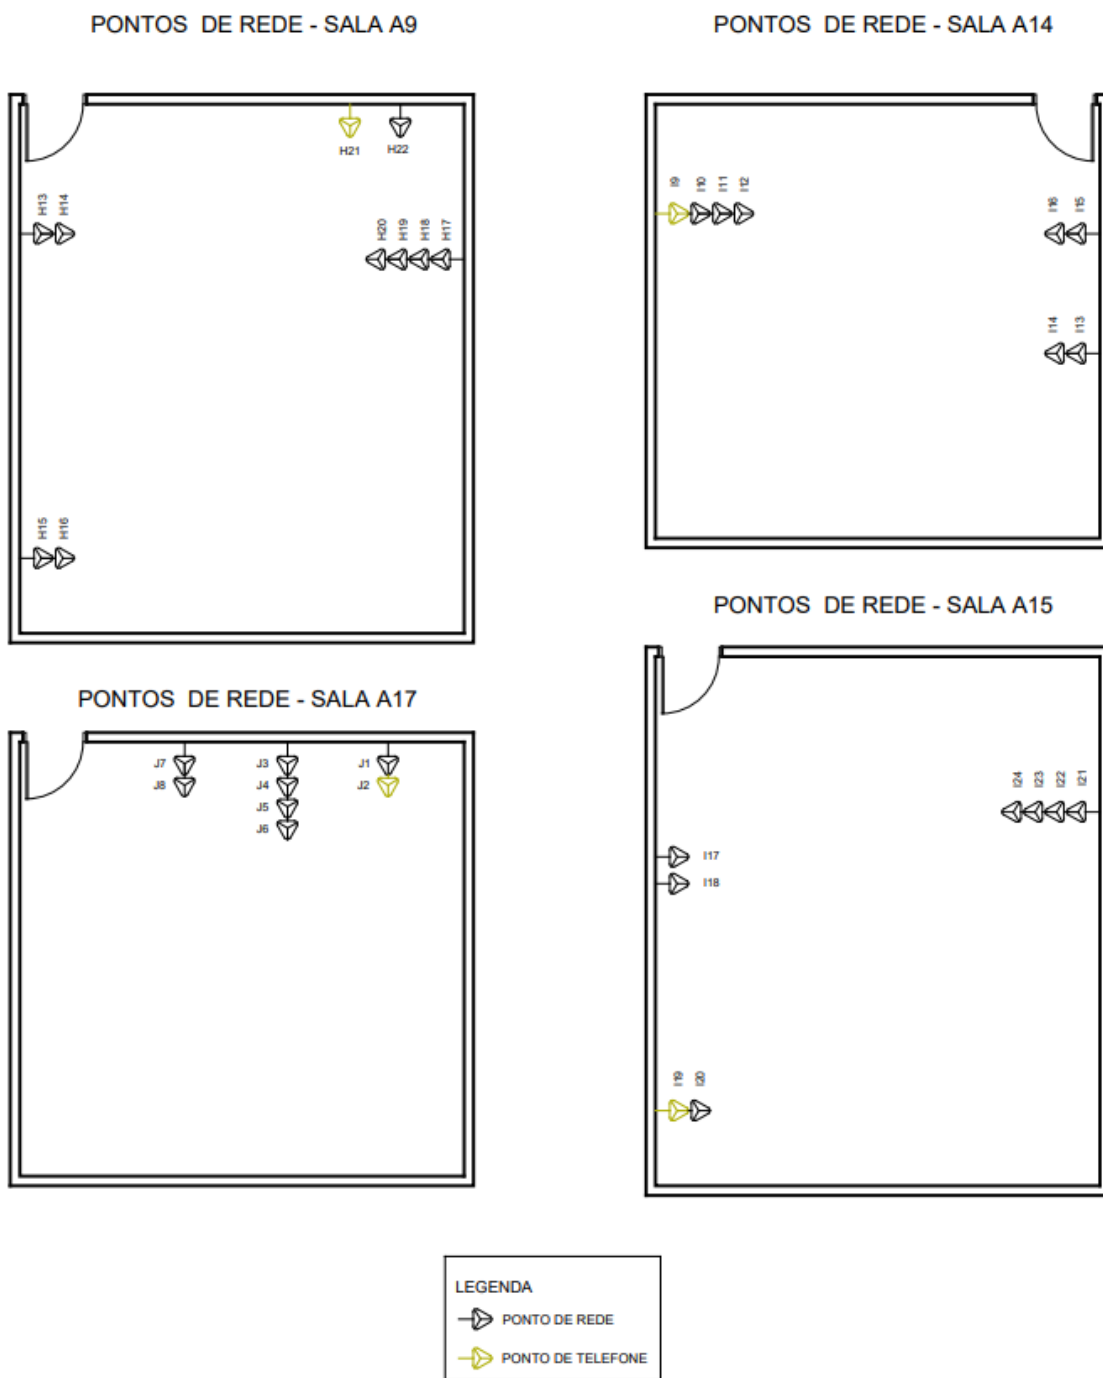 PONTOS DE REDE - SALA A9
H21
H22
H13
H14
H20
H19
H18
H17
H15
H16
PONTOS DE REDE - SALA A14
I9
I10
I11
I12
I16
I15
I14
I13
PONTOS DE REDE - SALA A17
J7
J8
J3
J4
J5
J6
J1
J2
PONTOS DE REDE - SALA A15
I24
I23
I22
I21
I17
I18
I19
I20
LEGENDA
PONTO DE REDE
PONTO DE TELEFONE